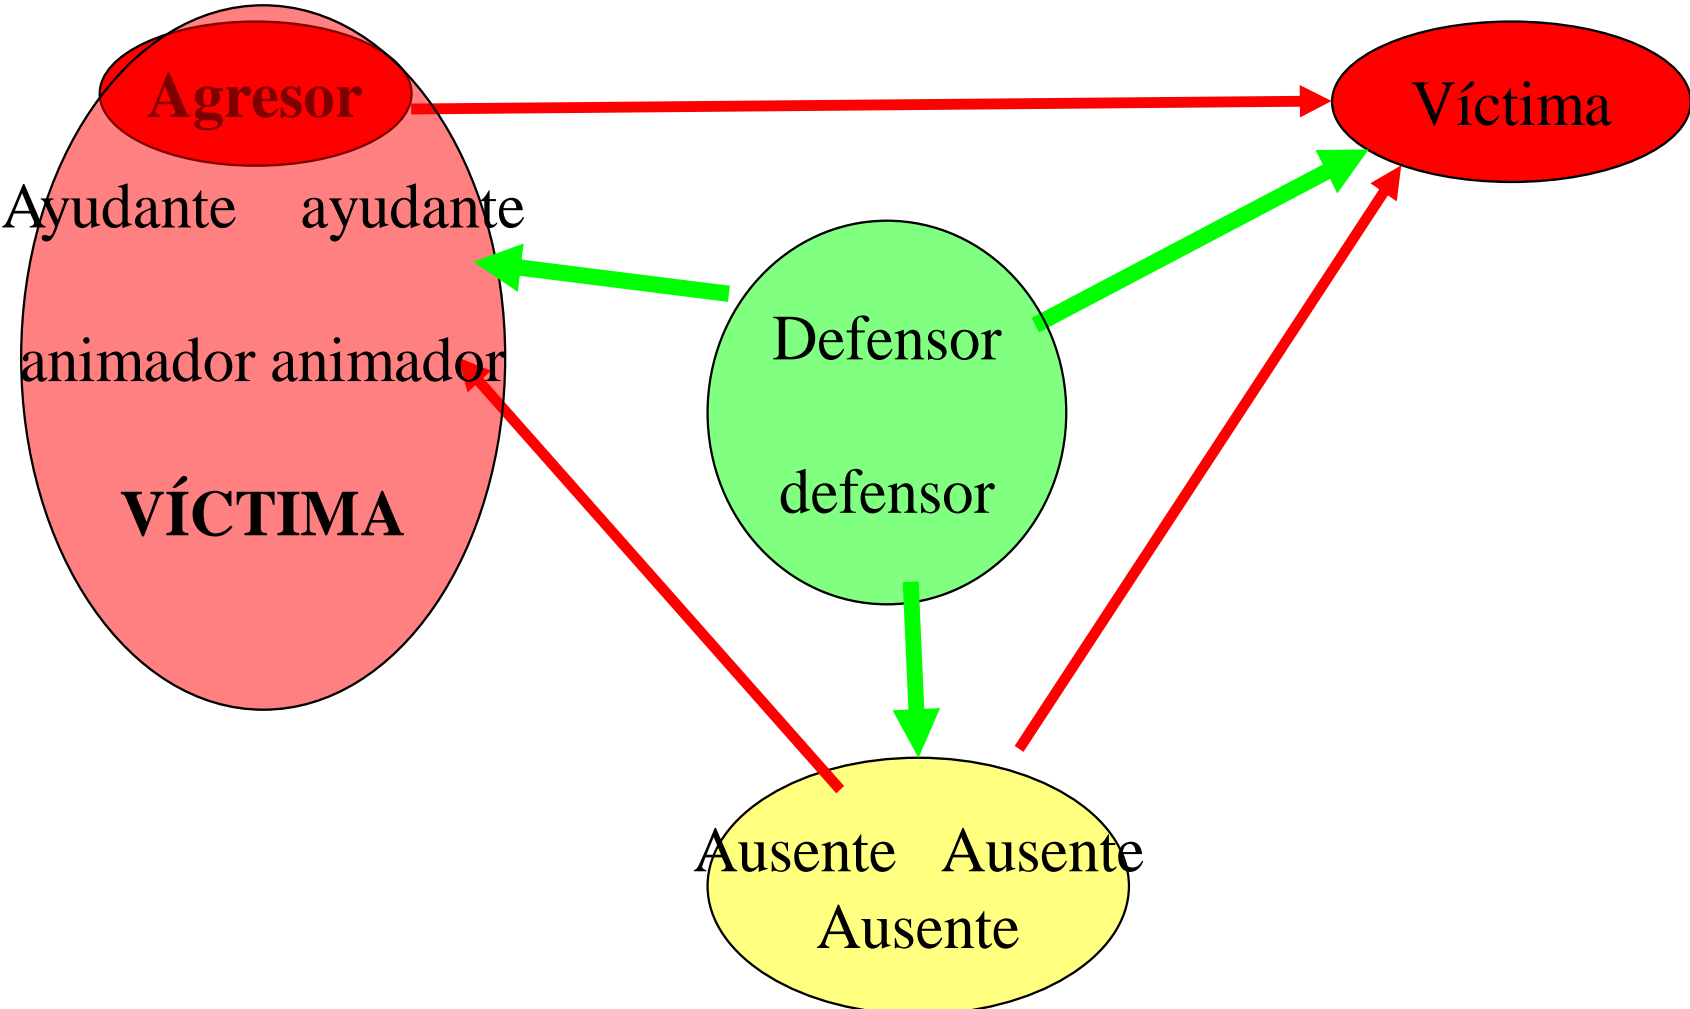 Agresor
Víctima
Ayudante ayudante
animador animador
VÍCTIMA
Defensor
defensor
Ausente Ausente
Ausente